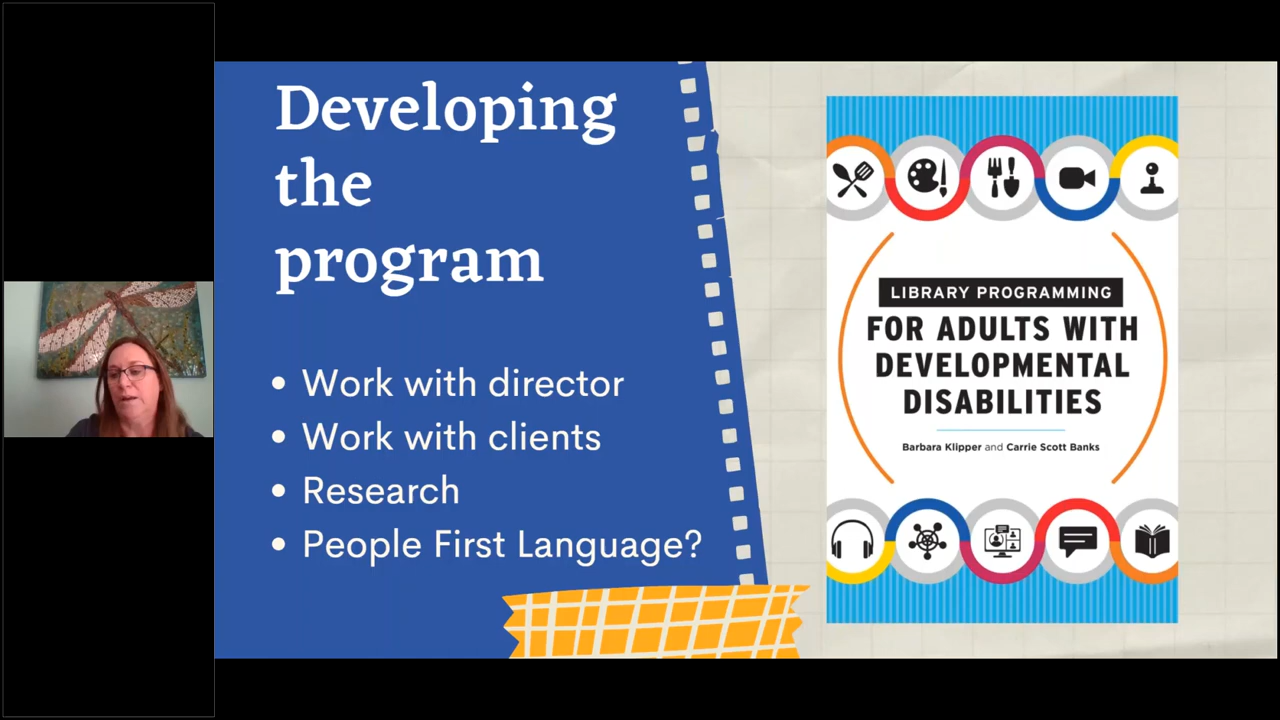 Developing
the
program
• Work with director
• Work with clients
• Research
• People First Language?
LIBRARY PROGRAMMING
FOR ADULTS WITH
DEVELOPMENTAL
DISABILITIES
Barbara Klipper and Carrie Scott Banks